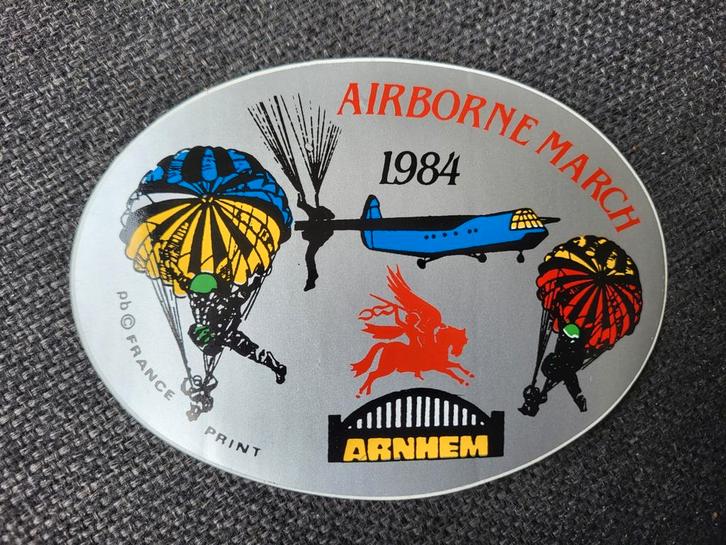 AIRBORNE MARCH
1984
pb © FRANCE PRINT
ARNHEM